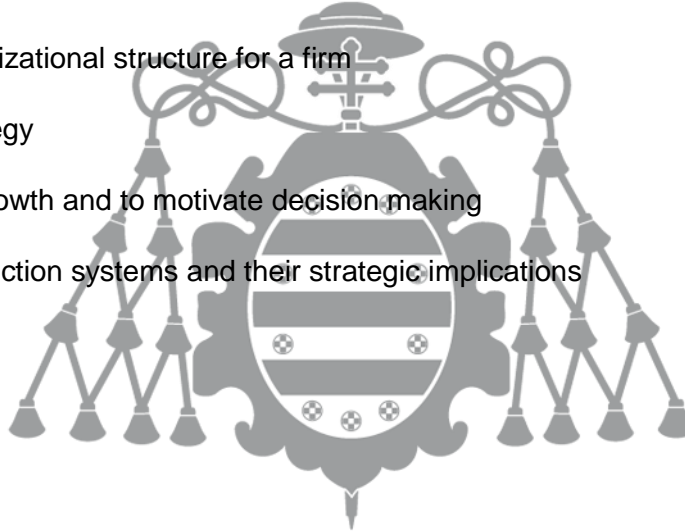 izational structure for a firm
egy
owth and to motivate decision making
ction systems and their strategic implications